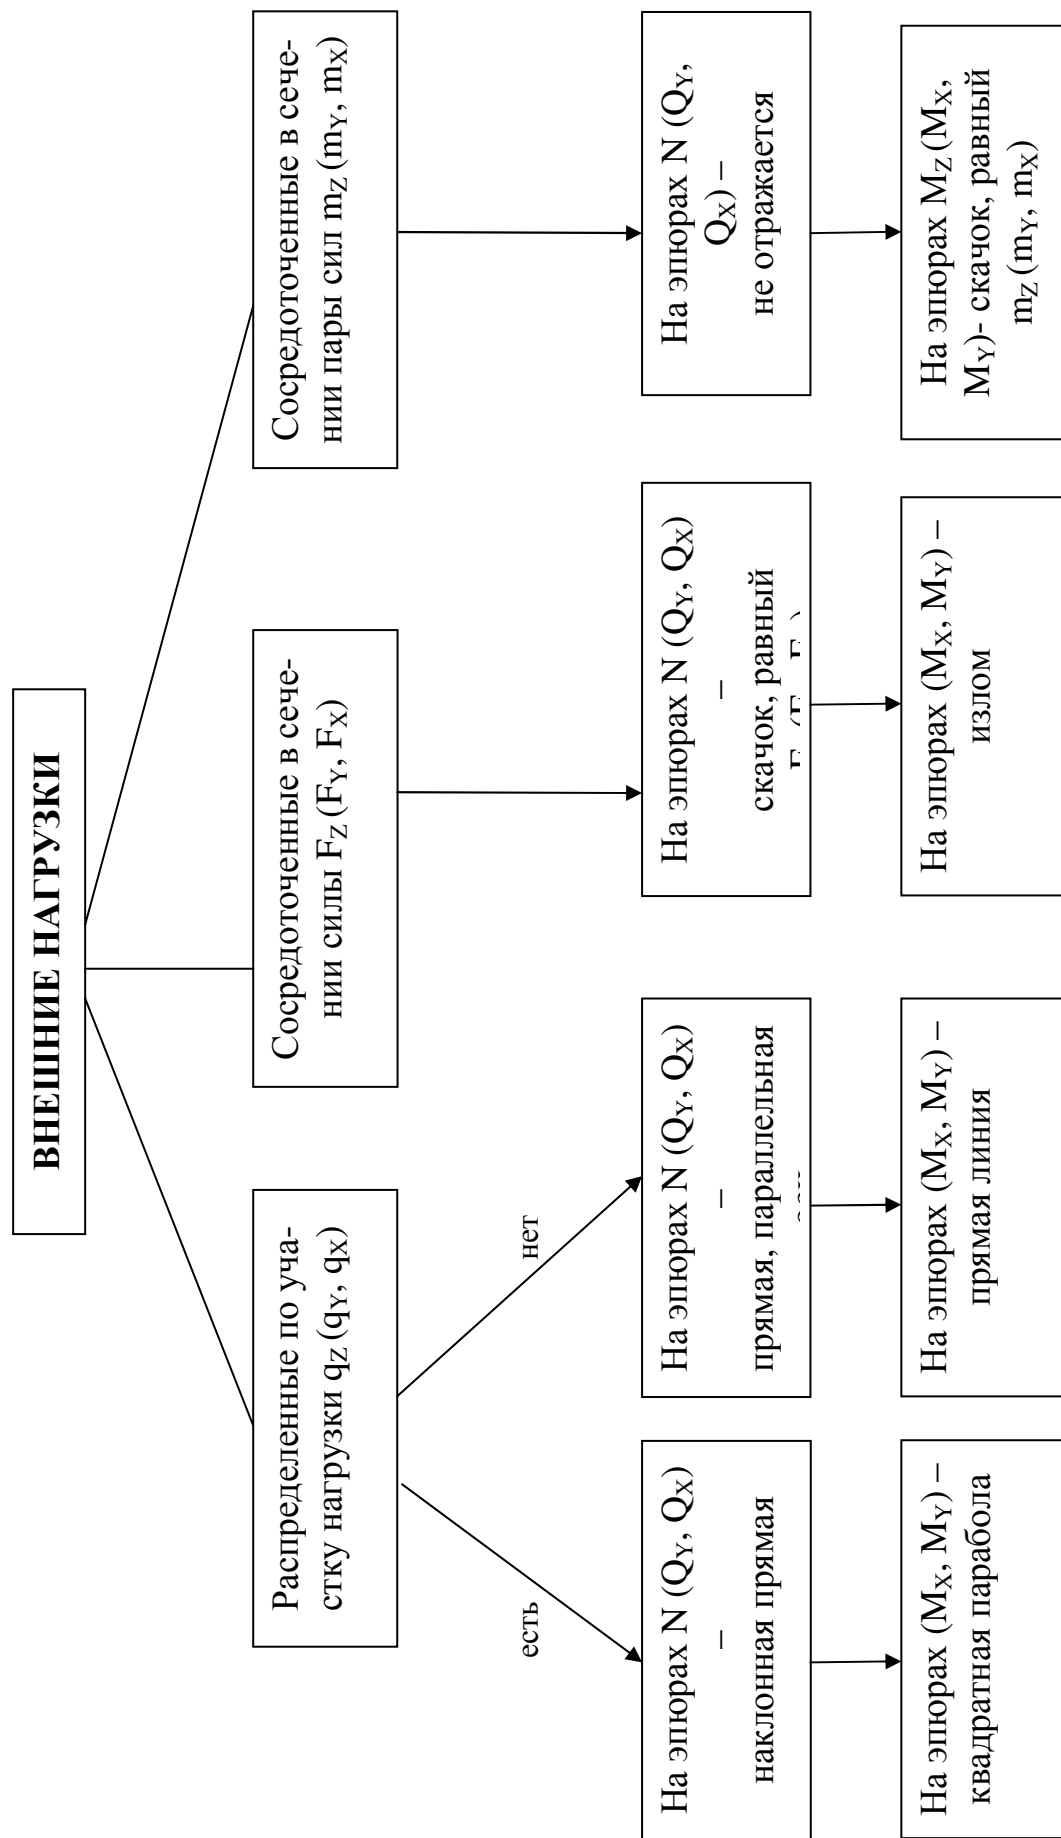 ВНЕШНИЕ НАГРУЗКИ
Распределенные по уча-
стку нагрузки qZ (qY, qX)
Сосредоточенные в сече-
нии силы FZ (FY, FX)
Сосредоточенные в сече-
нии пары сил mZ (mY, mX)
есть
нет
На эпюрах N (QY, QX)
–
наклонная прямая
На эпюрах N (QY, QX)
–
прямая, параллельная
На эпюрах N (QY, QX)
–
скачок, равный
На эпюрах N (QY,
QX) –
не отражается
На эпюрах (MX, MY) –
квадратная парабола
На эпюрах (MX, MY) –
прямая линия
На эпюрах (MX, MY) –
излом
На эпюрах MZ (MX,
MY)- скачок, равный
mZ (mY, mX)